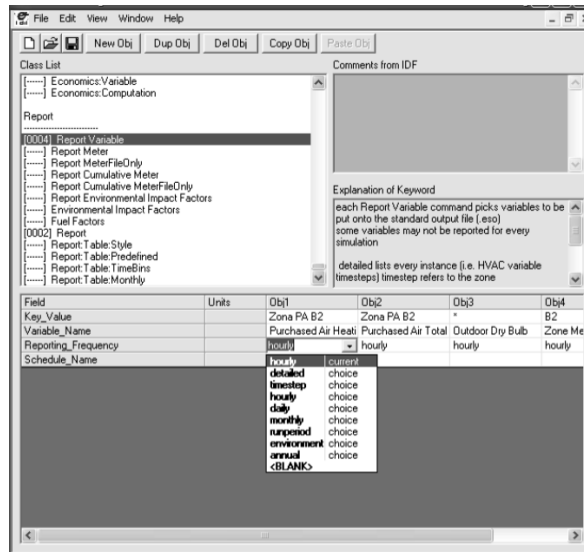 File Edit View Window Help
New Obj Dup Obj Del Obj Copy Obj Paste Obj
Class List
[------] Economics:Variable
[------] Economics:Computation
Report
-------------------------
[0004] Report Variable
[------] Report Meter
[------] Report MeterFileOnly
[------] Report Cumulative Meter
[------] Report Cumulative MeterFileOnly
[------] Report Environmental Impact Factors
[------] Environmental Impact Factors
[------] Fuel Factors
[0002] Report
[------] Report:Table:Style
[------] Report:Table:Predefined
[------] Report:Table:TimeBins
[------] Report:Table:Monthly
Comments from IDF
Explanation of Keyword
each Report Variable command picks variables to be
put onto the standard output file (.eso)
some variables may not be reported for every
simulation
detailed lists every instance (i.e. HVAC variable
timesteps) timestep refers to the zone
Field Units Obj1 Obj2 Obj3 Obj4
Key_Value Zona PA B2 Zona PA B2 * B2
Variable_Name Purchased Air Heati Purchased Air Total Outdoor Dry Bulb Zone Me
Reporting_Frequency hourly hourly hourly hourly
Schedule_Name
hourly current
detailed choice
timestep choice
hourly choice
daily choice
monthly choice
runperiod choice
environment choice
annual choice
<BLANK>